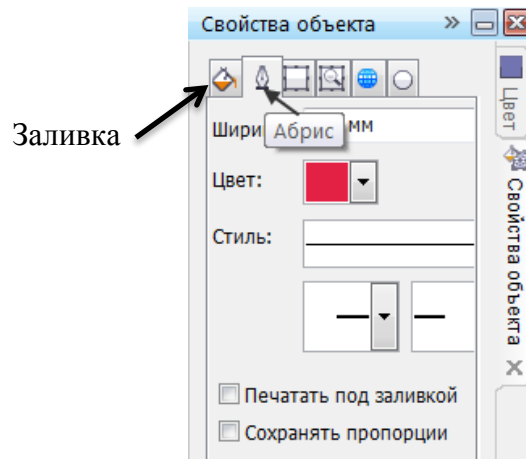 Свойства объекта »
Заливка
Шири
мм
Абрис
Цвет:
Стиль:
Печатать под заливкой
Сохранять пропорции
Цвет
Свойства объекта